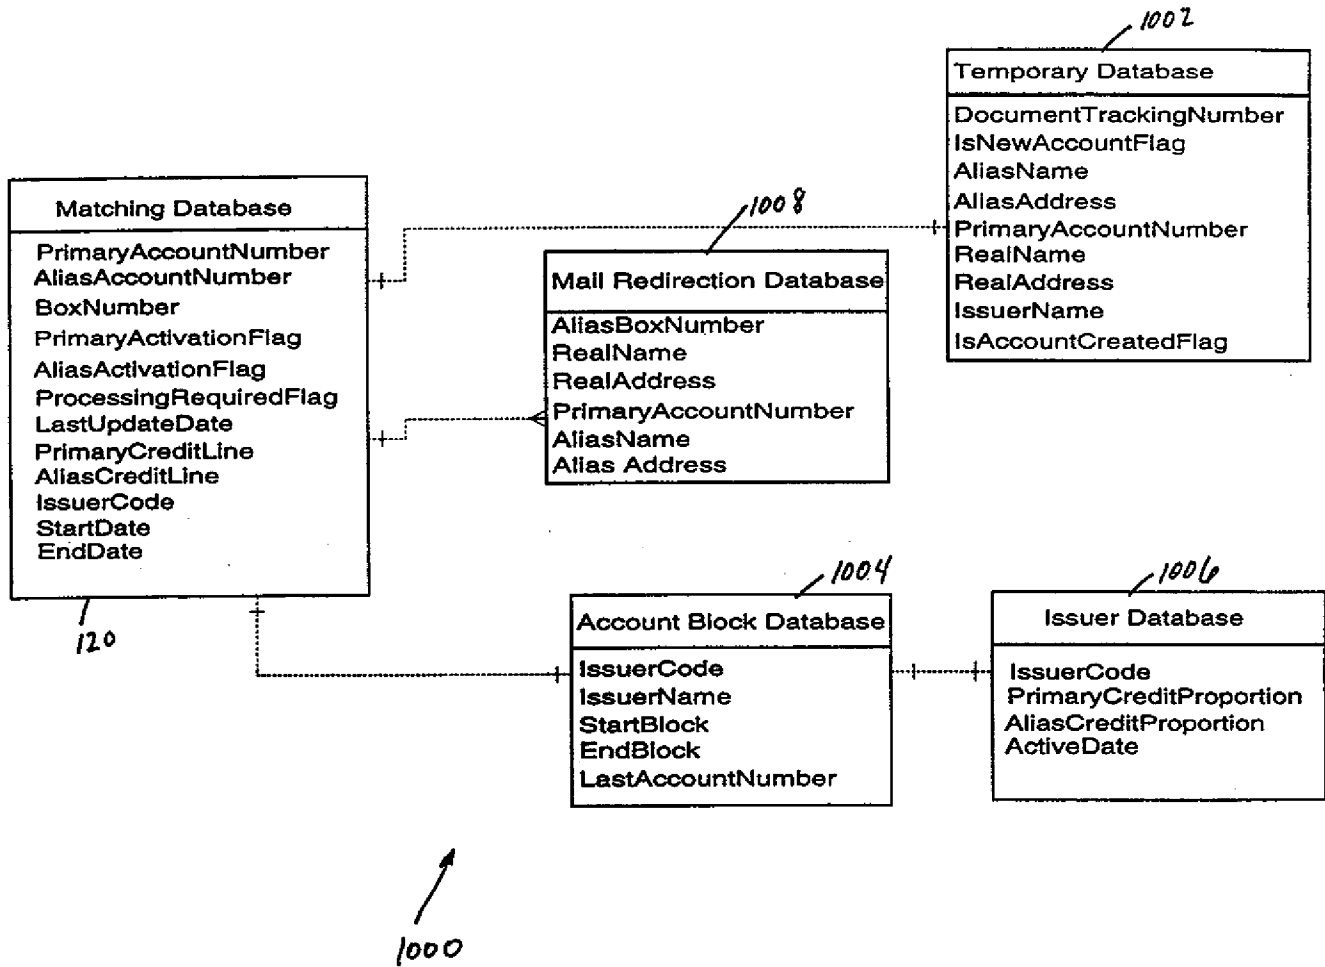 1002
Temporary Database
DocumentTrackingNumber
IsNewAccountFlag
AliasName
AliasAddress
PrimaryAccountNumber
RealName
RealAddress
IssuerName
IsAccountCreatedFlag
Matching Database
PrimaryAccountNumber
AliasAccountNumber
BoxNumber
PrimaryActivationFlag
AliasActivationFlag
ProcessingRequiredFlag
LastUpdateDate
PrimaryCreditLine
AliasCreditLine
IssuerCode
StartDate
EndDate
120
1008
Mail Redirection Database
AliasBoxNumber
RealName
RealAddress
PrimaryAccountNumber
AliasName
Alias Address
1004
Account Block Database
IssuerCode
IssuerName
StartBlock
EndBlock
LastAccountNumber
1006
Issuer Database
IssuerCode
PrimaryCreditProportion
AliasCreditProportion
ActiveDate
1000